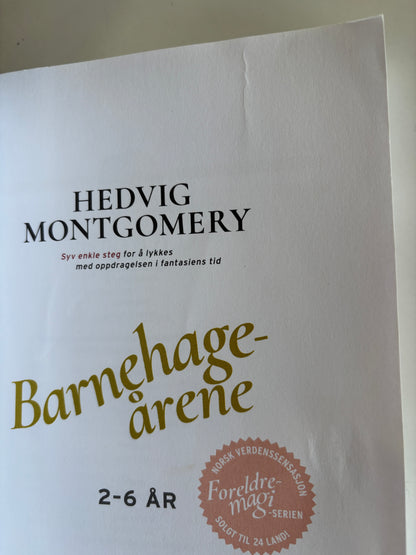 HEDVIG
MONTGOMERY
Syv enkle steg for å lykkes
med oppdragelsen i fantasiens tid
Barnehage-
årene
2–6 ÅR
NORSK VERDENSSENSASJON
Foreldre-
magi
-SERIEN
SOLGT TIL 24 LAND!